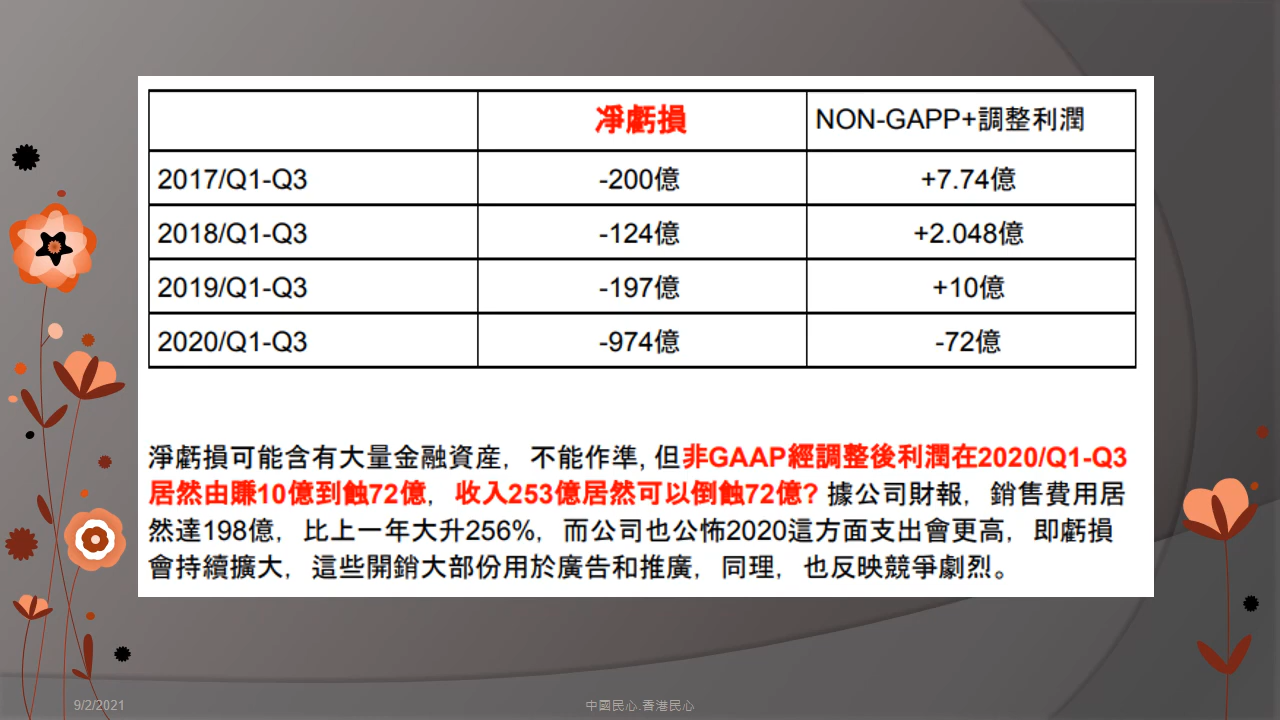 淨虧損 NON-GAPP+調整利潤
2017/Q1-Q3 -200億 +7.74億
2018/Q1-Q3 -124億 +2.048億
2019/Q1-Q3 -197億 +10億
2020/Q1-Q3 -974億 -72億
淨虧損可能含有大量金融資産，不能作準, 但非GAAP經調整後利潤在2020/Q1-Q3
居然由賺10億到蝕72億，收入253億居然可以倒蝕72億? 據公司財報，銷售費用居
然達198億，比上一年大升256%，而公司也公怖2020這方面支出會更高，即虧損
會持續擴大，這些開銷大部份用於廣告和推廣，同理，也反映競爭劇烈。
9/2/2021 中國民心.香港民心